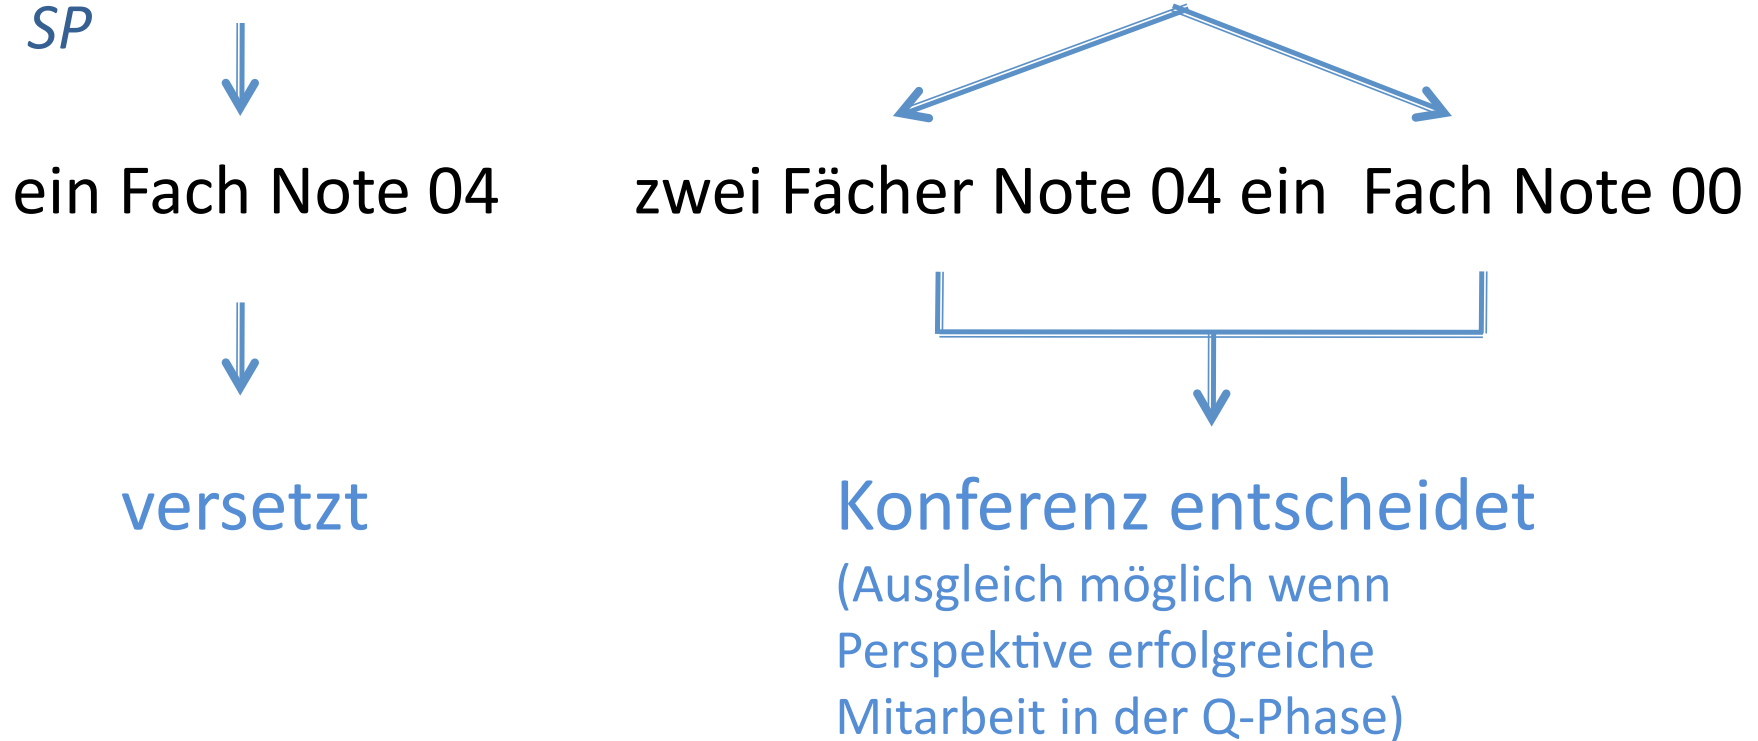 SP
ein Fach Note 04
zwei Fächer Note 04 ein Fach Note 00
versetzt
Konferenz entscheidet
(Ausgleich möglich wenn
Perspektive erfolgreiche
Mitarbeit in der Q-Phase)